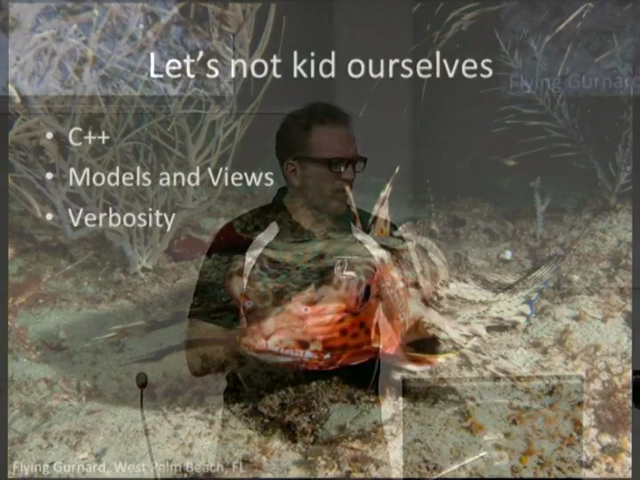 Let's not kid ourselves
Flying Gurnard
• C++
• Models and Views
• Verbosity
Flying Gurnard, West Palm Beach, FL